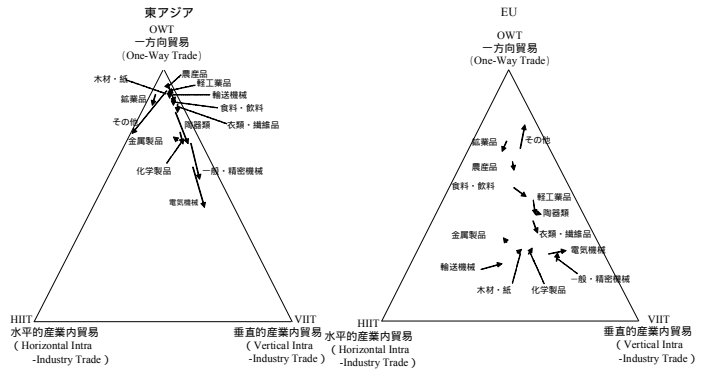 東アジア
OWT
一方向貿易
(One-Way Trade)
農産品
木材・紙
軽工業品
輸送機械
鉱業品
食料・飲料
その他
陶器類
衣類・繊維品
金属製品
化学製品
一般・精密機械
電気機械
HIIT
水平的産業内貿易
(Horizontal Intra
-Industry Trade)
VIIT
垂直的産業内貿易
(Vertical Intra
-Industry Trade)
EU
OWT
一方向貿易
(One-Way Trade)
鉱業品
その他
農産品
食料・飲料
軽工業品
陶器類
衣類・繊維品
金属製品
電気機械
輸送機械
一般・精密機械
木材・紙
化学製品
HIIT
水平的産業内貿易
(Horizontal Intra
-Industry Trade)
VIIT
垂直的産業内貿易
(Vertical Intra
-Industry Trade)